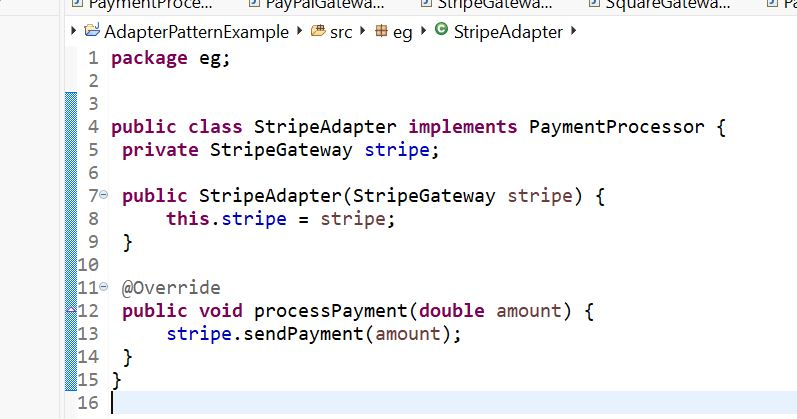 PaymentProce...
PayPalGatewa...
StripeGatewa...
SquareGatewa...
AdapterPatternExample
src
eg
StripeAdapter
1 package eg;
2
3
4 public class StripeAdapter implements PaymentProcessor {
5 private StripeGateway stripe;
6
7 public StripeAdapter(StripeGateway stripe) {
8 this.stripe = stripe;
9 }
10
11 @Override
12 public void processPayment(double amount) {
13 stripe.sendPayment(amount);
14 }
15 }
16